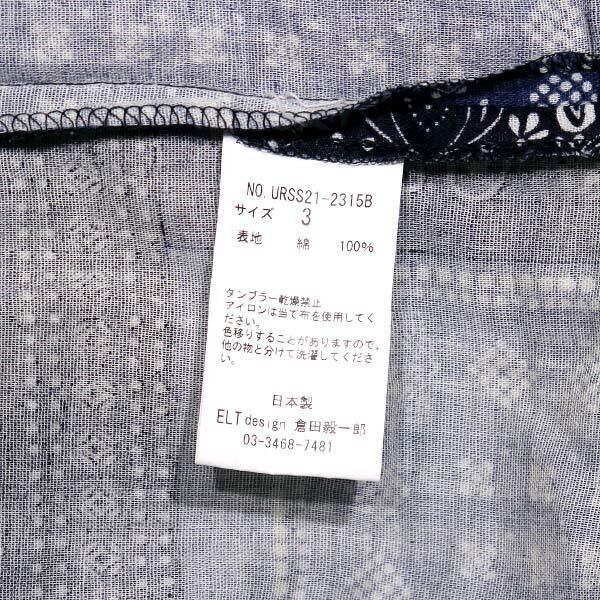 NO. URSS21-2315B
サイズ 3
表地 綿 100%
タンブラー乾燥禁止
アイロンは当て布を使用してく
ださい。
色移りすることがありますので、
他の物と分けて洗濯してくださ
い。
日本製
ELT design 倉田毅一郎
03-3468-7481